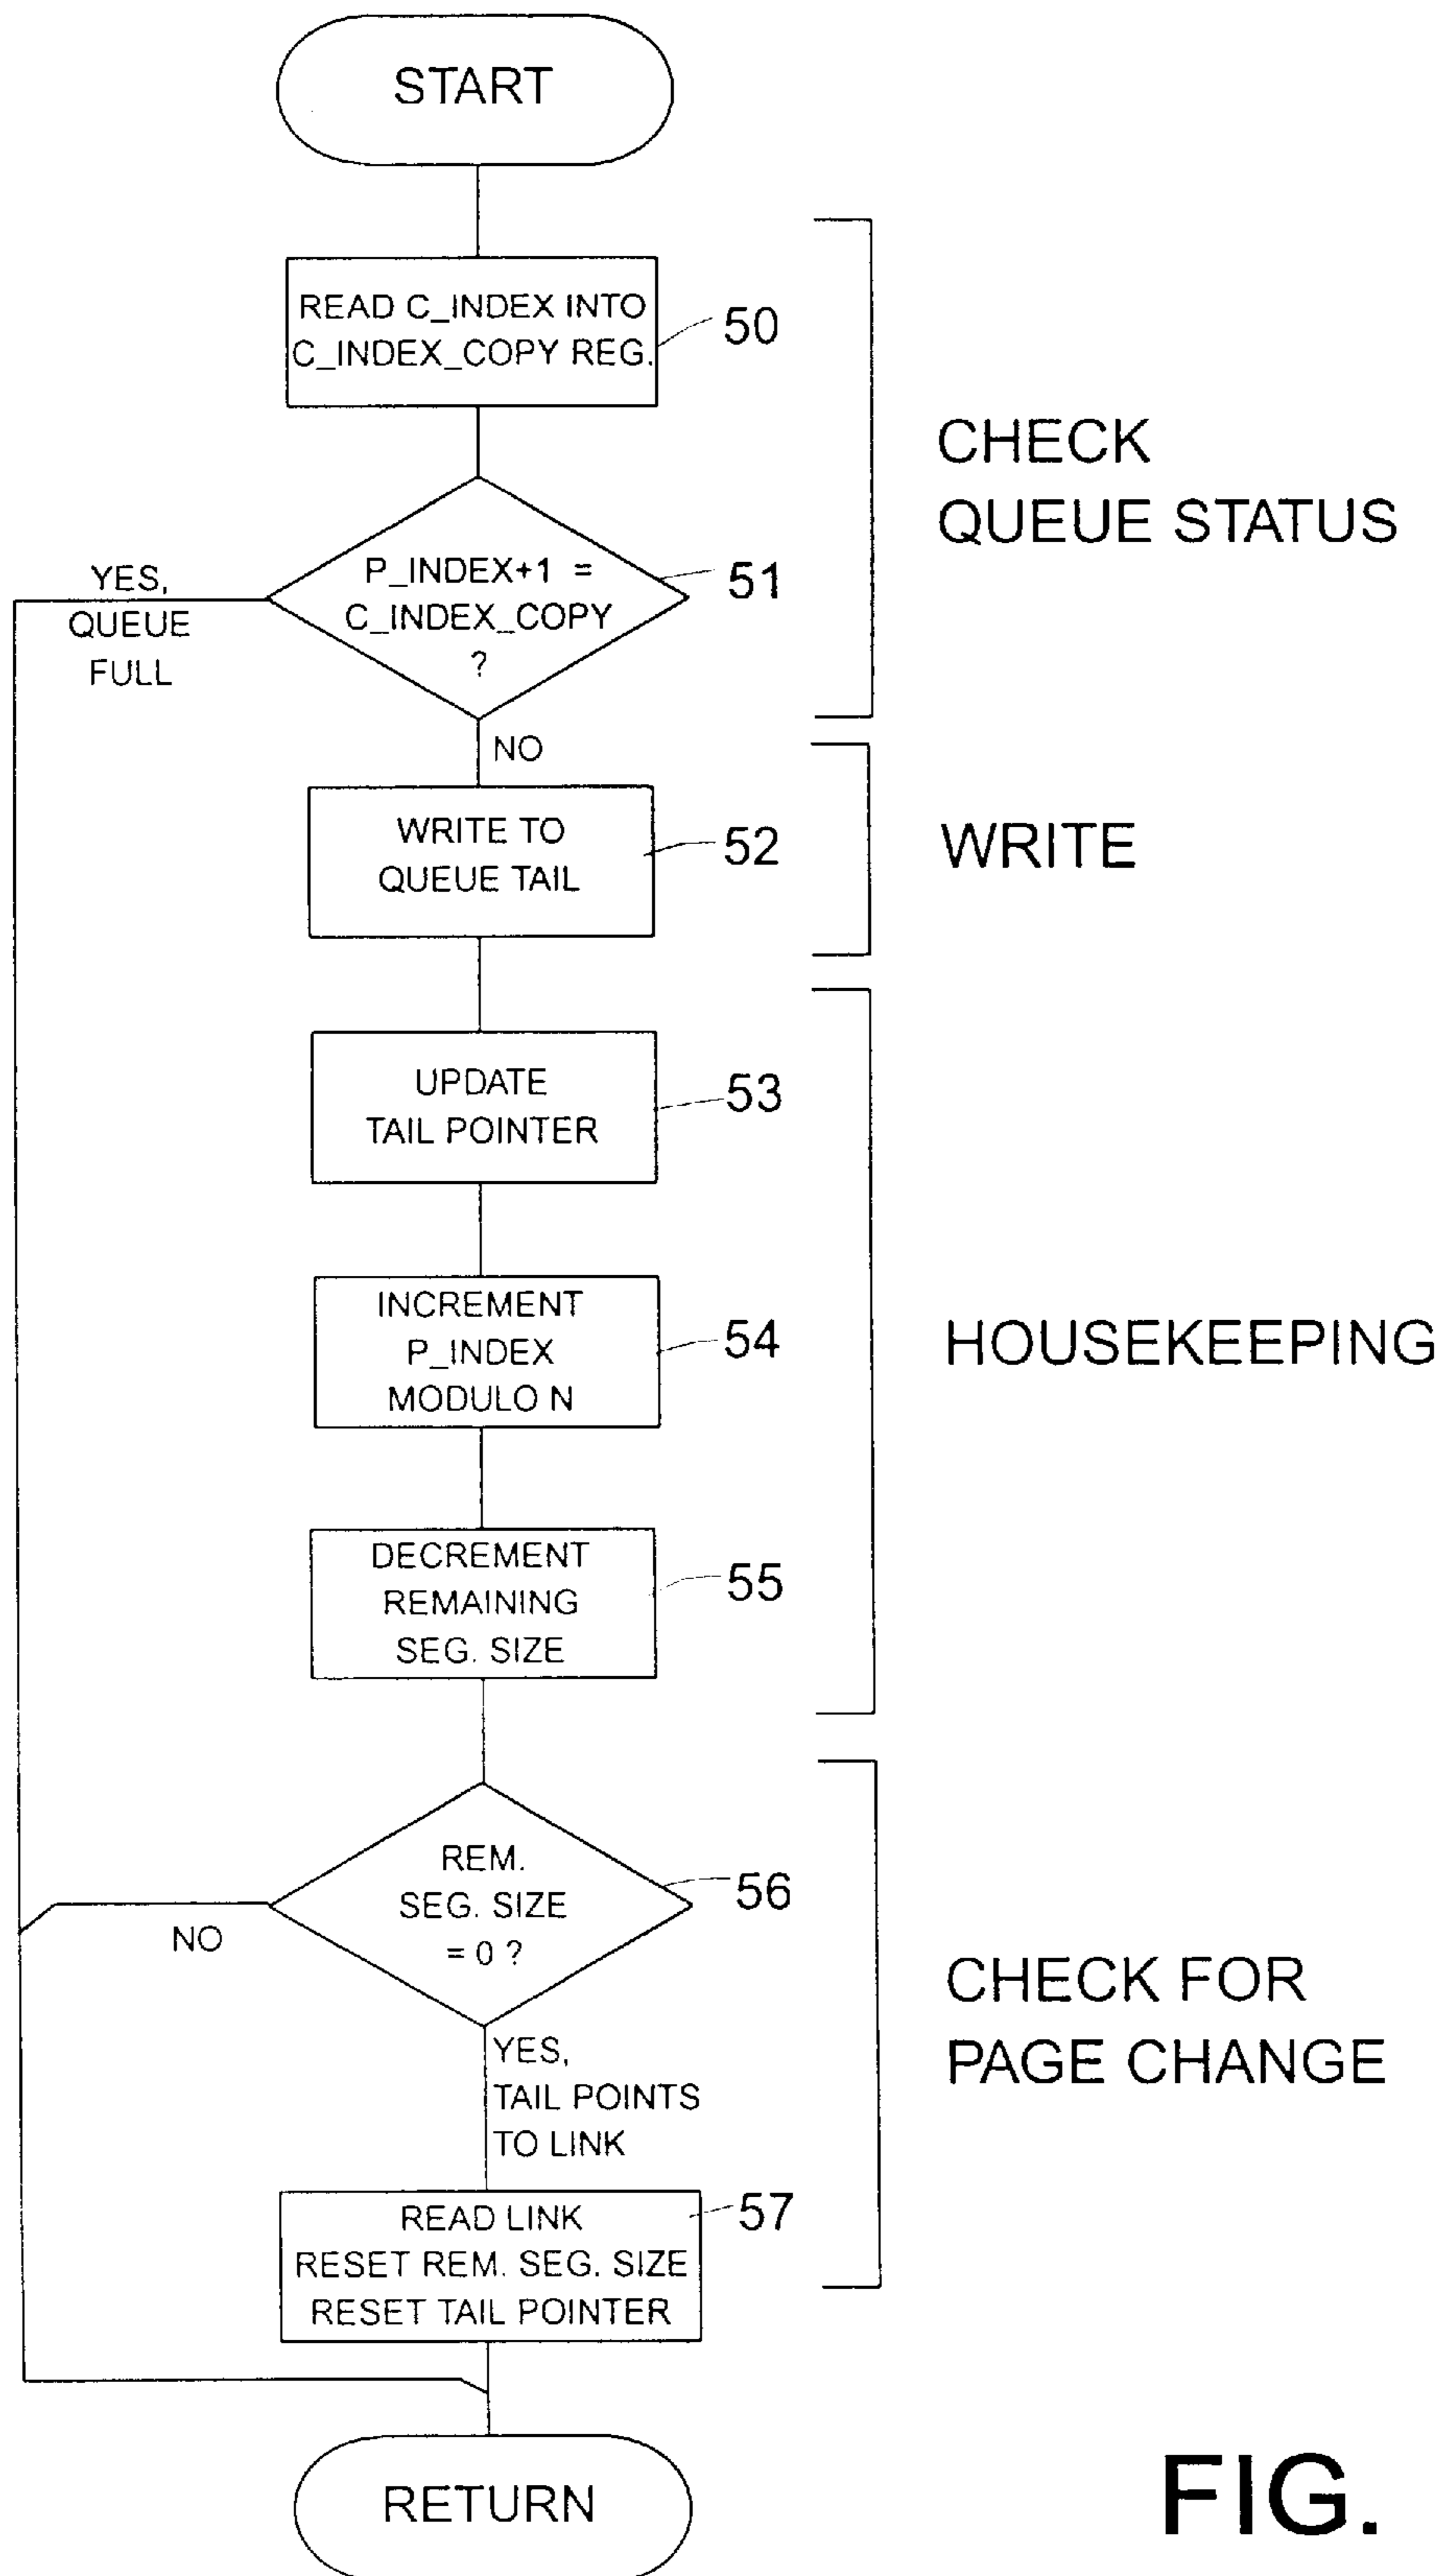 START
READ C_INDEX INTO
C_INDEX_COPY REG.
50
CHECK
QUEUE STATUS
P_INDEX+1 =
C_INDEX_COPY
?
51
YES,
QUEUE
FULL
NO
WRITE TO
QUEUE TAIL
52
WRITE
UPDATE
TAIL POINTER
53
INCREMENT
P_INDEX
MODULO N
54
HOUSEKEEPING
DECREMENT
REMAINING
SEG. SIZE
55
REM.
SEG. SIZE
= 0 ?
56
NO
CHECK FOR
PAGE CHANGE
YES,
TAIL POINTS
TO LINK
READ LINK
RESET REM. SEG. SIZE
RESET TAIL POINTER
57
RETURN
FIG.